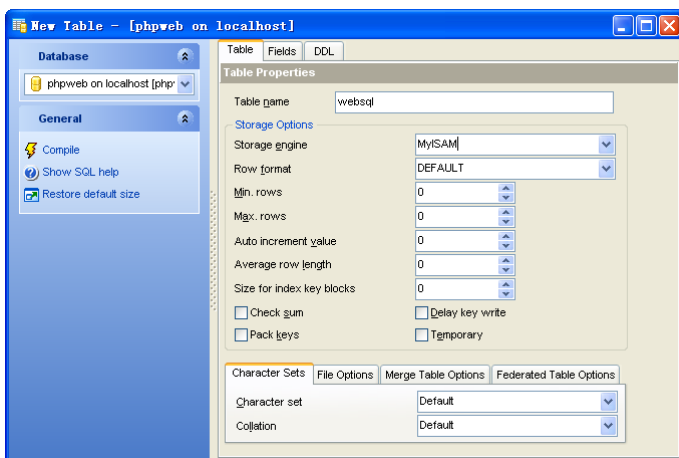 New Table - [phpweb on localhost]
Database
phpweb on localhost [php
General
Compile
Show SQL help
Restore default size
Table Fields DDL
Table Properties
Table name websql
Storage Options
Storage engine MyISAM
Row format DEFAULT
Min. rows 0
Max. rows 0
Auto increment value 0
Average row length 0
Size for index key blocks 0
Check sum Delay key write
Pack keys Temporary
Character Sets File Options Merge Table Options Federated Table Options
Character set Default
Collation Default